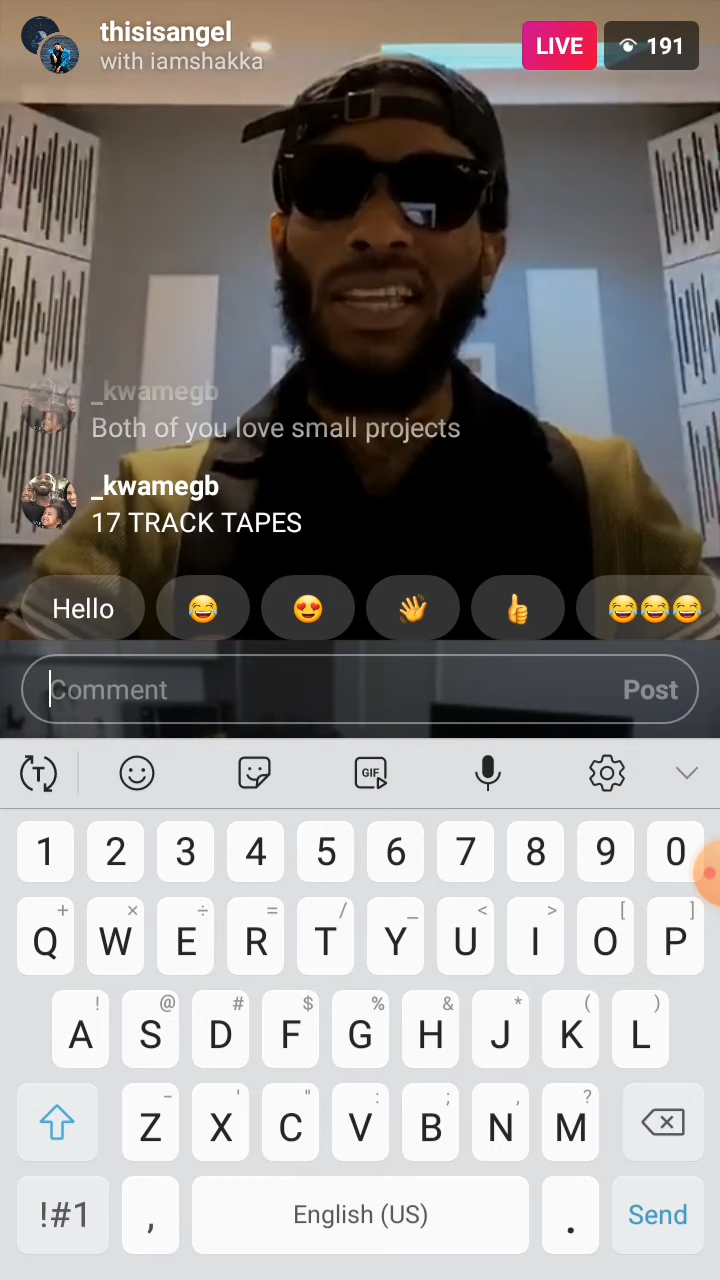 thisisangel
LIVE
191
with iamshakka
_kwamegb
Both of you love small projects
_kwamegb
17 TRACK TAPES
Hello
Comment
Post
T
GIF
1 2 3 4 5 6 7 8 9 0
+ × ÷ = / _ < > [ ]
Q W E R T Y U I O P
! @ # $ % & * ( )
A S D F G H J K L
- ' " : ; , ?
Z X C V B N M
!#1 , English (US) . Send